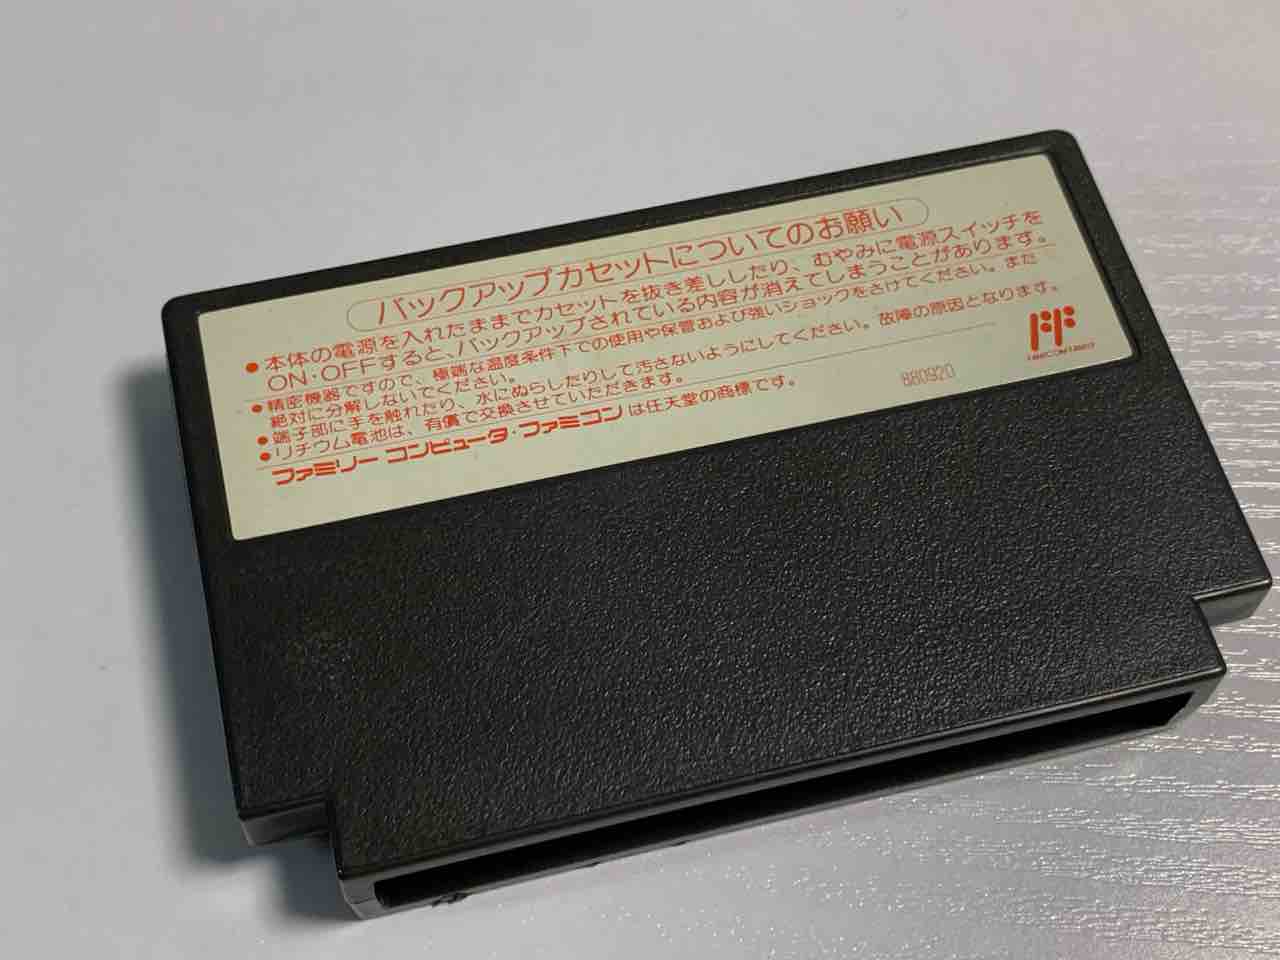 バックアップカセットについてのお願い
●本体の電源を入れたままでカセットを抜き差ししたり、むやみに電源スイッチを
ON・OFFすると、バックアップされている内容が消えてしまうことがあります。
●精密機器ですので、極端な温度条件下での使用や保管および強いショックをさけてください。また
絶対に分解しないでください。
●端子部に手を触れたり、水にぬらしたりして汚さないようにしてください。故障の原因となります。
●リチウム電池は、有償で交換させていただきます。
ファミリー コンピュータ・ファミコンは任天堂の商標です。
880920
FAMICOM FAMILY